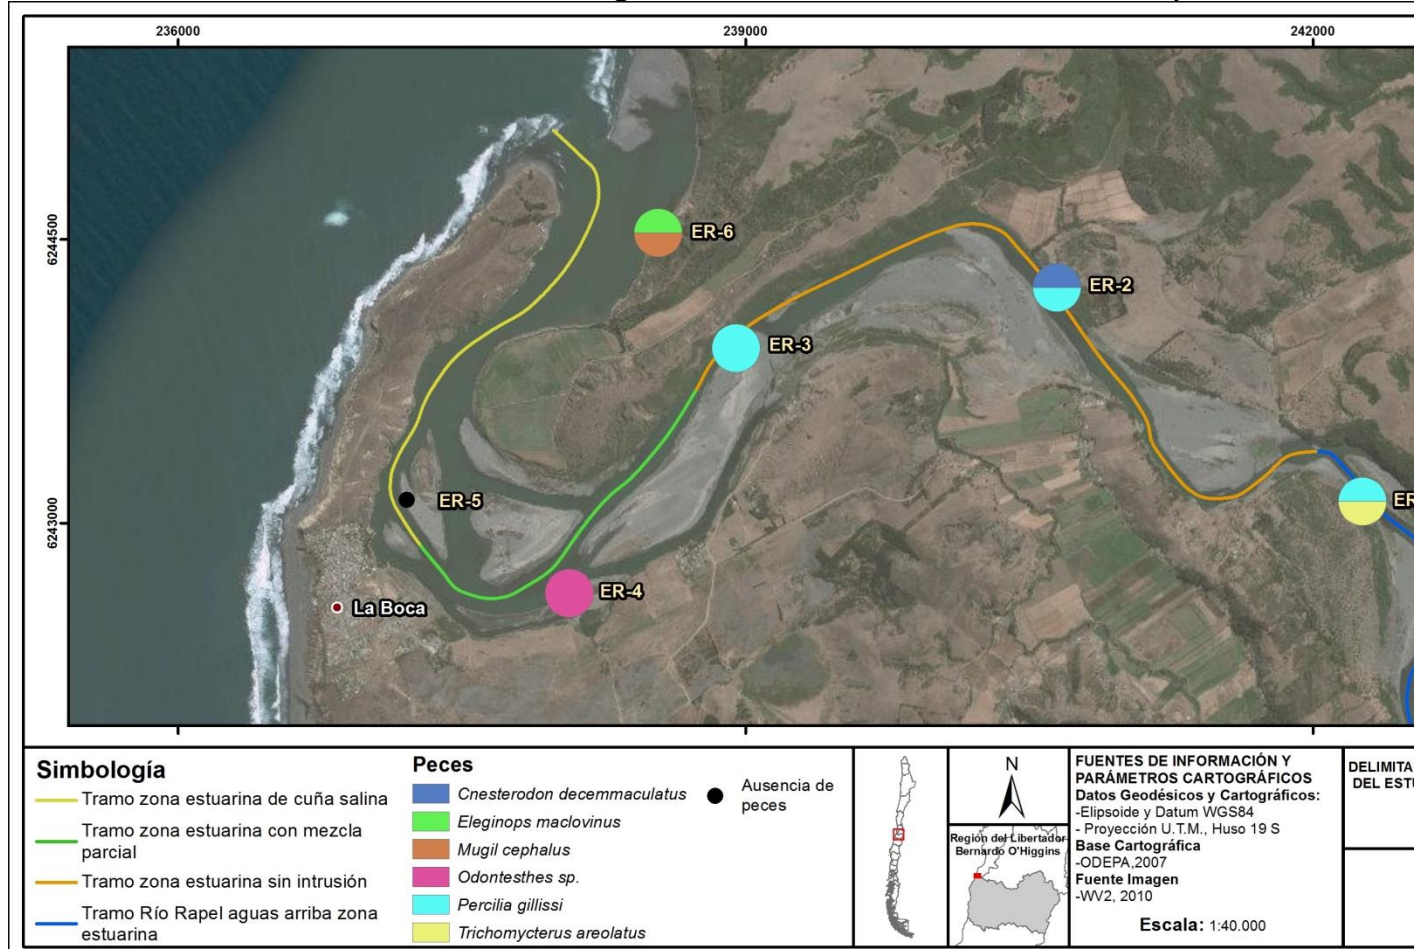 236000
239000
242000
6244500
ER-6
ER-2
ER-3
6243000
ER-5
ER
ER-4
La Boca
Simbología
Tramo zona estuarina de cuña salina
Tramo zona estuarina con mezcla
parcial
Tramo zona estuarina sin intrusión
Tramo Río Rapel aguas arriba zona
estuarina
Peces
Cnesterodon decemmaculatus
Eleginops maclovinus
Mugil cephalus
Odontesthes sp.
Percilia gillissi
Trichomycterus areolatus
Ausencia de
peces
N
Región del Libertador
Bernardo O'Higgins
FUENTES DE INFORMACIÓN Y
PARÁMETROS CARTOGRÁFICOS
Datos Geodésicos y Cartográficos:
-Elipsoide y Datum WGS84
- Proyección U.T.M., Huso 19 S
Base Cartográfica
-ODEPA,2007
Fuente Imagen
-WV2, 2010
Escala: 1:40.000
DELIMITA
DEL EST